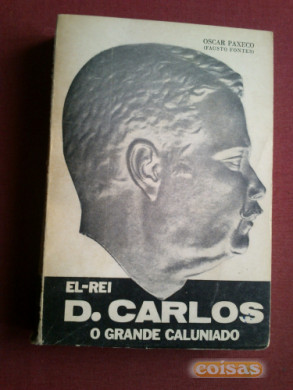 OSCAR PAXECO
(FAUSTO FONTES)
EL-REI
D. CARLOS
O GRANDE CALUNIADO
coisas